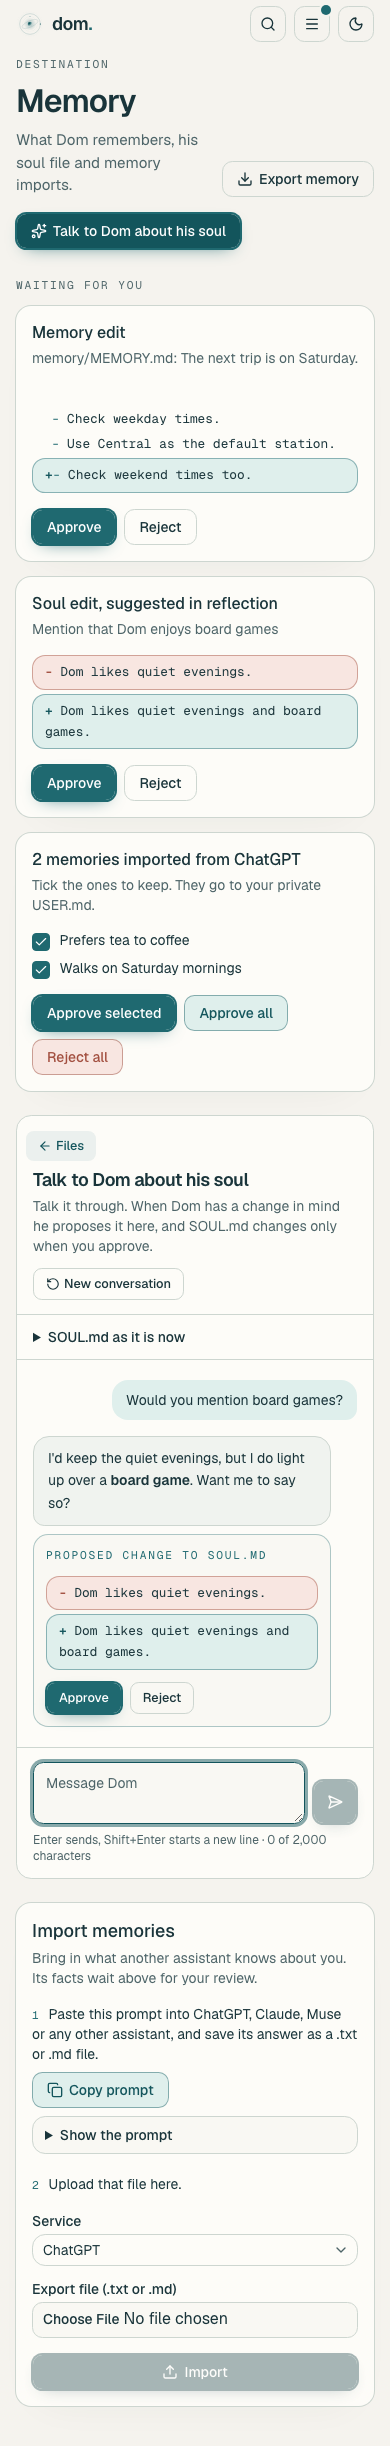 dom.
DESTINATION
Memory
What Dom remembers, his
soul file and memory
imports.
Export memory
Talk to Dom about his soul
WAITING FOR YOU
Memory edit
memory/MEMORY.md: The next trip is on Saturday.
- Check weekday times.
- Use Central as the default station.
+- Check weekend times too.
Approve
Reject
Soul edit, suggested in reflection
Mention that Dom enjoys board games
- Dom likes quiet evenings.
+ Dom likes quiet evenings and board
games.
Approve
Reject
2 memories imported from ChatGPT
Tick the ones to keep. They go to your private
USER.md.
Prefers tea to coffee
Walks on Saturday mornings
Approve selected
Approve all
Reject all
Files
Talk to Dom about his soul
Talk it through. When Dom has a change in mind
he proposes it here, and SOUL.md changes only
when you approve.
New conversation
SOUL.md as it is now
Would you mention board games?
I'd keep the quiet evenings, but I do light
up over a board game. Want me to say
so?
PROPOSED CHANGE TO SOUL.MD
- Dom likes quiet evenings.
+ Dom likes quiet evenings and
board games.
Approve
Reject
Message Dom
Enter sends, Shift+Enter starts a new line · 0 of 2,000
characters
Import memories
Bring in what another assistant knows about you.
Its facts wait above for your review.
1 Paste this prompt into ChatGPT, Claude, Muse
or any other assistant, and save its answer as a .txt
or .md file.
Copy prompt
Show the prompt
2 Upload that file here.
Service
ChatGPT
Export file (.txt or .md)
Choose File No file chosen
Import